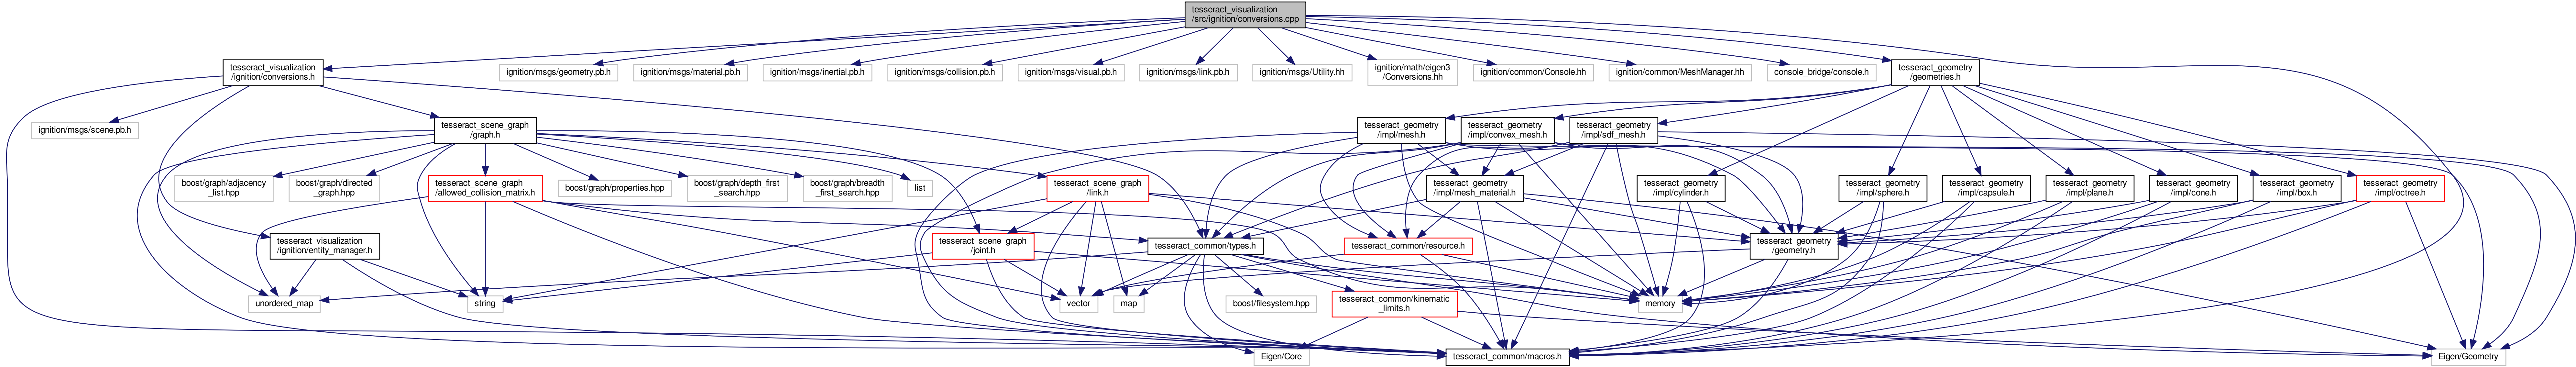 tesseract_visualization
/src/ignition/conversions.cpp
tesseract_visualization
/ignition/conversions.h
ignition/msgs/geometry.pb.h
ignition/msgs/material.pb.h
ignition/msgs/inertial.pb.h
ignition/msgs/collision.pb.h
ignition/msgs/visual.pb.h
ignition/msgs/link.pb.h
ignition/msgs/Utility.hh
ignition/math/eigen3
/Conversions.hh
ignition/common/Console.hh
ignition/common/MeshManager.hh
console_bridge/console.h
tesseract_geometry
/geometries.h
ignition/msgs/scene.pb.h
tesseract_scene_graph
/graph.h
tesseract_geometry
/impl/mesh.h
tesseract_geometry
/impl/convex_mesh.h
tesseract_geometry
/impl/sdf_mesh.h
boost/graph/adjacency
_list.hpp
boost/graph/directed
_graph.hpp
tesseract_scene_graph
/allowed_collision_matrix.h
boost/graph/properties.hpp
boost/graph/depth_first
_search.hpp
boost/graph/breadth
_first_search.hpp
list
tesseract_scene_graph
/link.h
tesseract_geometry
/impl/mesh_material.h
tesseract_geometry
/impl/cylinder.h
tesseract_geometry
/impl/sphere.h
tesseract_geometry
/impl/capsule.h
tesseract_geometry
/impl/plane.h
tesseract_geometry
/impl/cone.h
tesseract_geometry
/impl/box.h
tesseract_geometry
/impl/octree.h
tesseract_visualization
/ignition/entity_manager.h
tesseract_scene_graph
/joint.h
tesseract_common/types.h
tesseract_common/resource.h
tesseract_geometry
/geometry.h
unordered_map
string
vector
map
boost/filesystem.hpp
tesseract_common/kinematic
_limits.h
memory
Eigen/Core
tesseract_common/macros.h
Eigen/Geometry